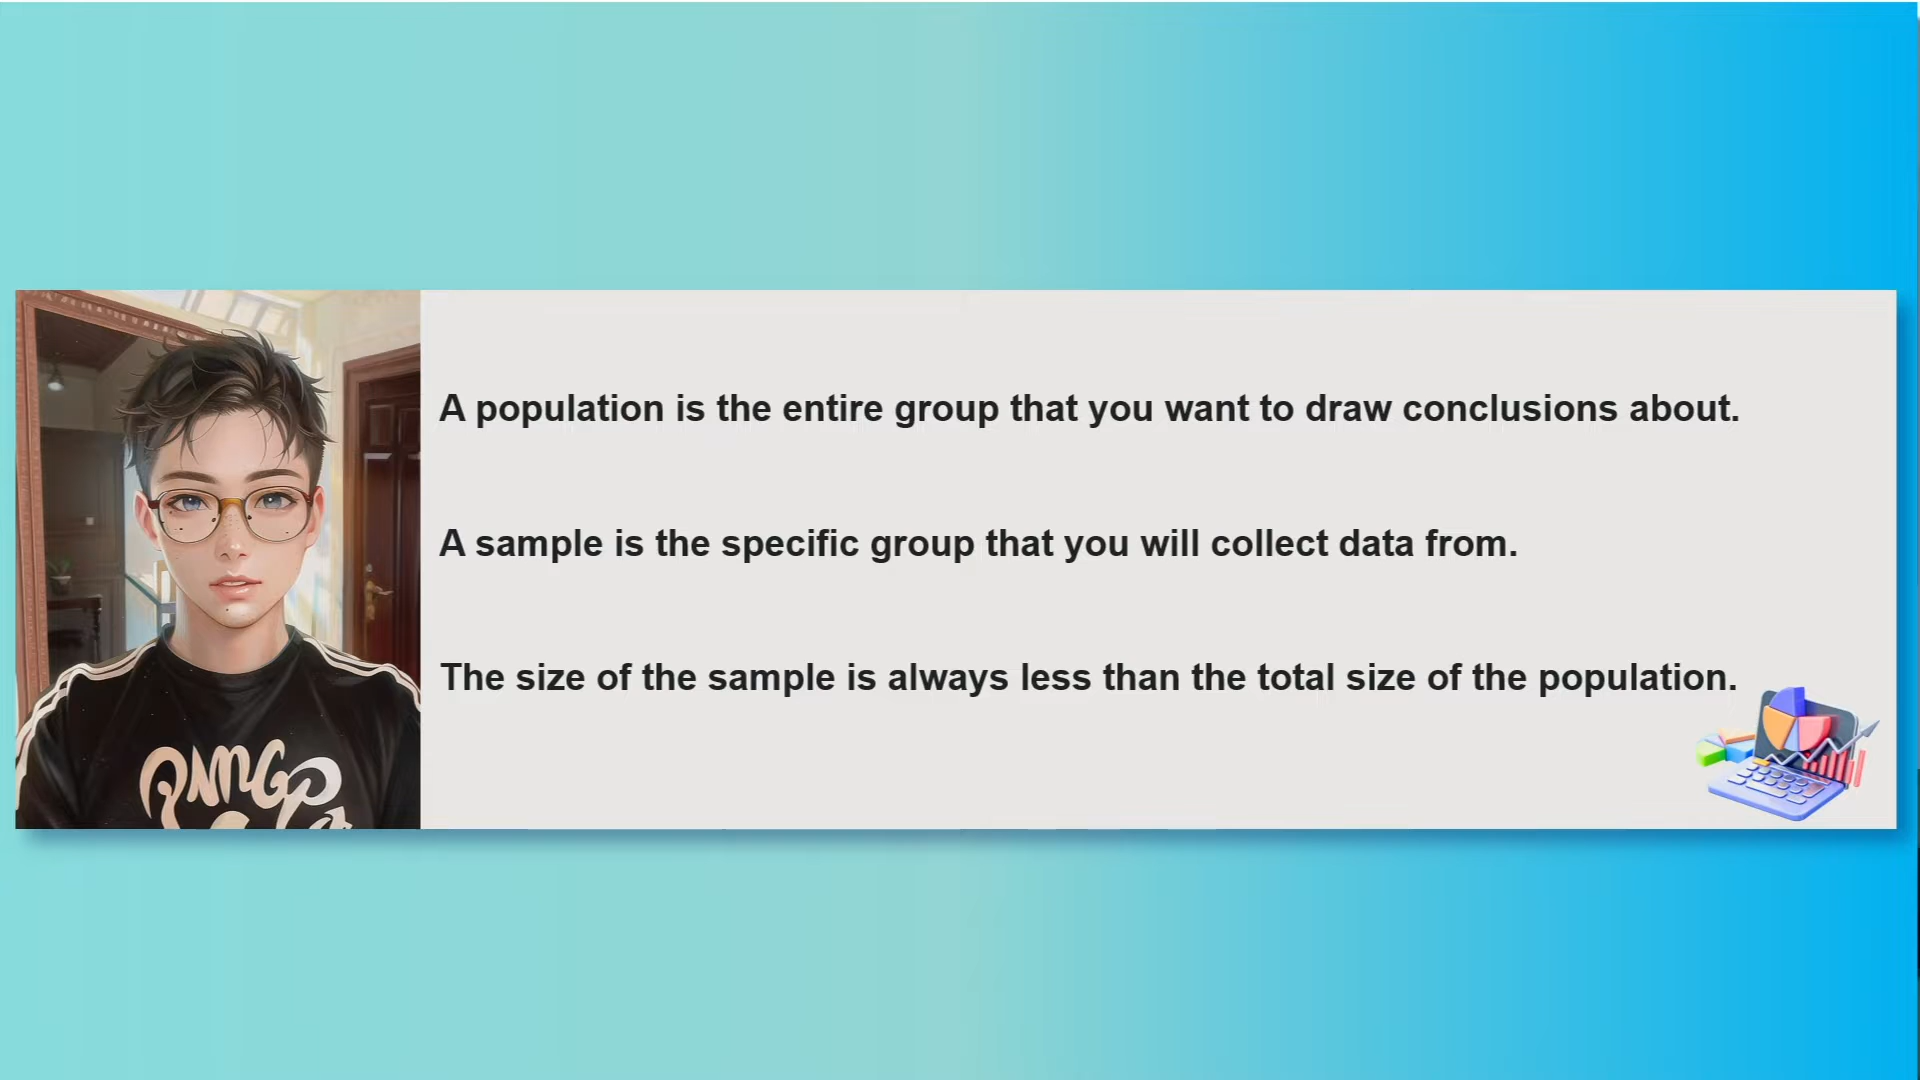 A population is the entire group that you want to draw conclusions about.
A sample is the specific group that you will collect data from.
The size of the sample is always less than the total size of the population.